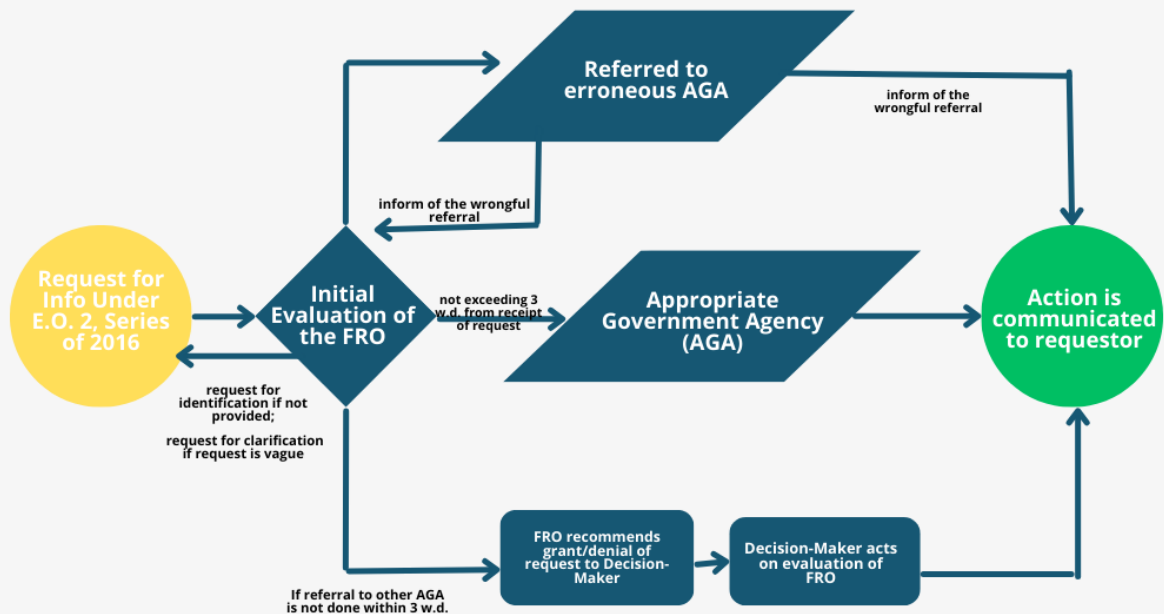 Referred to
erroneous AGA
inform of the
wrongful referral
inform of the wrongful
referral
Request for
Info Under
E.O. 2, Series
of 2016
Initial
Evaluation of
the FRO
not exceeding 3
w.d. from receipt
of request
Appropriate
Government Agency
(AGA)
Action is
communicated
to requestor
request for
identification if not
provided;
request for clarification
if request is vague
FRO recommends
grant/denial of
request to Decision-
Maker
Decision-Maker acts
on evaluation of
FRO
If referral to other AGA
is not done within 3 w.d.